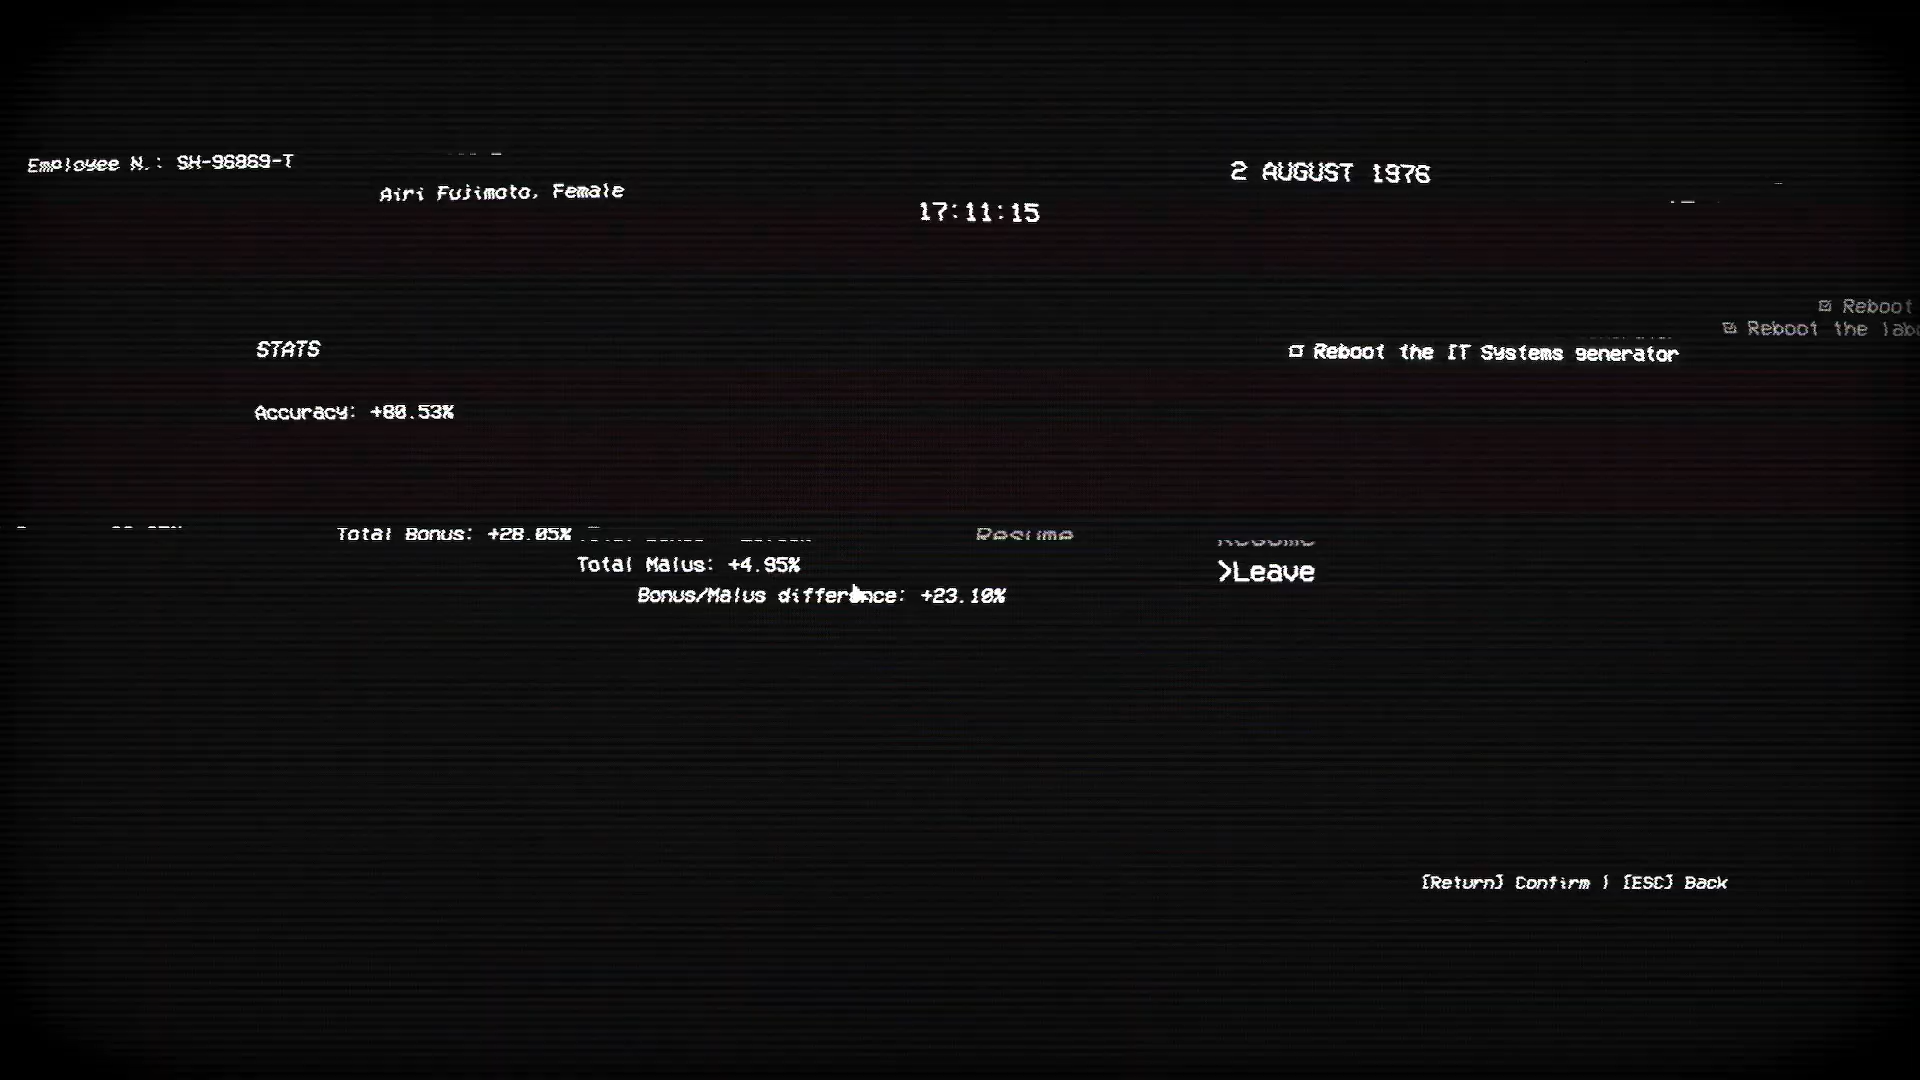 Employee N.: SH-96869-T
Airi Fujimoto, Female
2 AUGUST 1976
17:11:15
☑ Reboot
☑ Reboot the
STATS
☐ Reboot the IT Systems generator
Accuracy: +80.53%
Total Bonus: +28.05%
Resume
Total Malus: +4.95%
>Leave
Bonus/Malus difference: +23.10%
[Return] Confirm | [ESC] Back